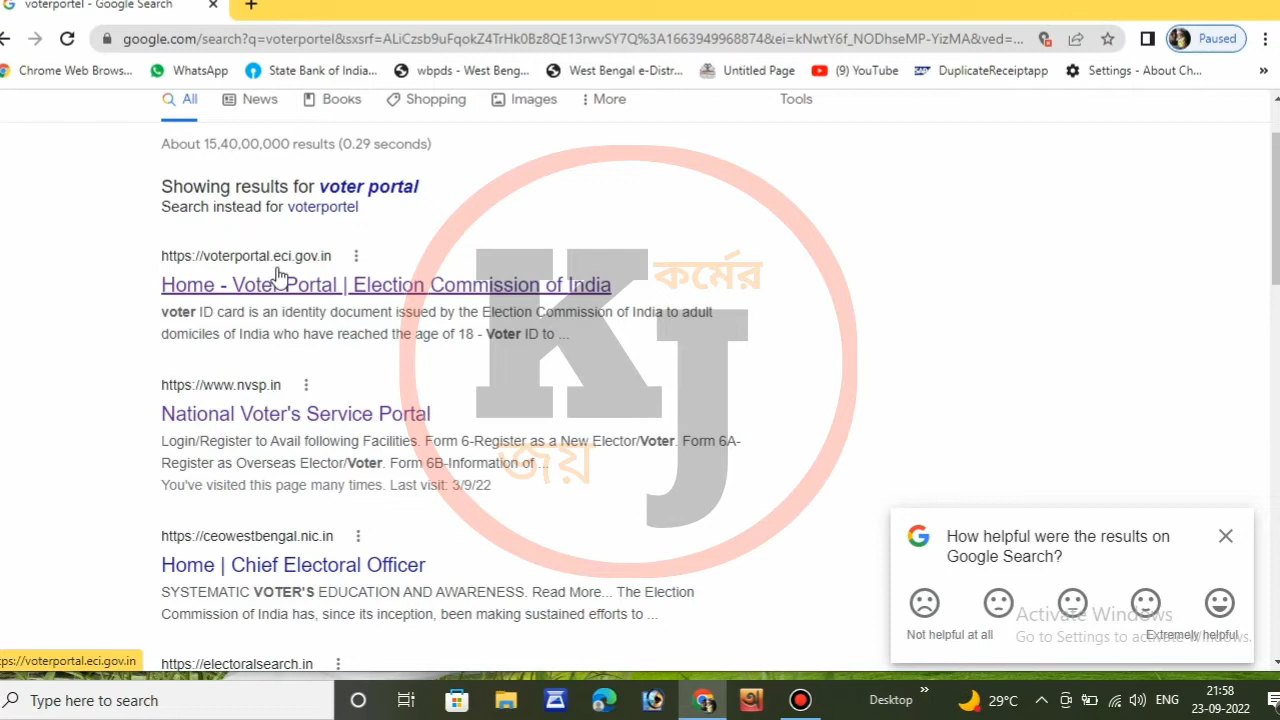 voterportel - Google Search
google.com/search?q=voterportel&sxsrf=ALiCzsb9uFqokZ4TrHk0Bz8QE13rwvSY7Q%3A1663949968874&ei=kNwtY6f_NODhseMP-YizMA&ved=...
Paused
Chrome Web Brows...
WhatsApp
State Bank of India...
wbpds - West Beng...
West Bengal e-Distr...
Untitled Page
(9) YouTube
DuplicateReceiptapp
Settings - About Ch...
»
All
News
Books
Shopping
Images
More
Tools
About 15,40,00,000 results (0.29 seconds)
Showing results for voter portal
Search instead for voterportel
https://voterportal.eci.gov.in
Home - Voter Portal | Election Commission of India
voter ID card is an identity document issued by the Election Commission of India to adult
domiciles of India who have reached the age of 18 - Voter ID to ...
https://www.nvsp.in
National Voter's Service Portal
Login/Register to Avail following Facilities. Form 6-Register as a New Elector/Voter. Form 6A-
Register as Overseas Elector/Voter. Form 6B-Information of ...
You've visited this page many times. Last visit: 3/9/22
https://ceowestbengal.nic.in
Home | Chief Electoral Officer
SYSTEMATIC VOTER'S EDUCATION AND AWARENESS. Read More... The Election
Commission of India has, since its inception, been making sustained efforts to ...
https://electoralsearch.in
KJ
কর্মের
জয়
How helpful were the results on
Google Search?
Not helpful at all
Extremely helpful
Activate Windows
Go to Settings to activate Windows.
ps://voterportal.eci.gov.in
Type here to search
Desktop
»
29°C
ENG
21:58
23-09-2022